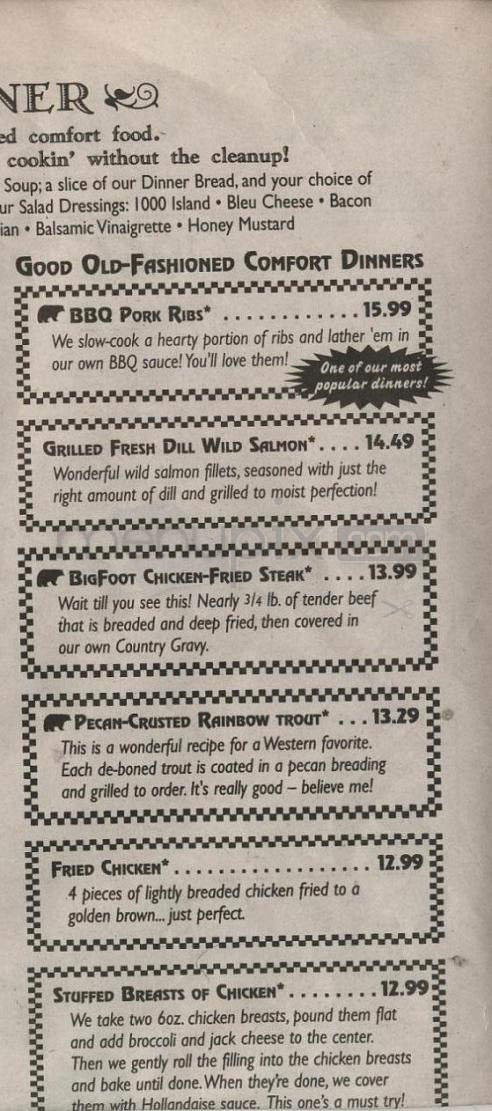 NER
ed comfort food.
cookin' without the cleanup!
Soup; a slice of our Dinner Bread, and your choice of
ur Salad Dressings: 1000 Island • Bleu Cheese • Bacon
ian • Balsamic Vinaigrette • Honey Mustard
GOOD OLD-FASHIONED COMFORT DINNERS
BBQ PORK RIBS* . . . . . . . . . . . . 15.99
We slow-cook a hearty portion of ribs and lather 'em in
our own BBQ sauce! You'll love them!
One of our most
popular dinners!
GRILLED FRESH DILL WILD SALMON* . . . . 14.49
Wonderful wild salmon fillets, seasoned with just the
right amount of dill and grilled to moist perfection!
menupix
BIGFOOT CHICKEN-FRIED STEAK* . . . . 13.99
Wait till you see this! Nearly 3/4 lb. of tender beef
that is breaded and deep fried, then covered in
our own Country Gravy.
PECAN-CRUSTED RAINBOW TROUT* . . . 13.29
This is a wonderful recipe for a Western favorite.
Each de-boned trout is coated in a pecan breading
and grilled to order. It's really good – believe me!
FRIED CHICKEN* . . . . . . . . . . . . . . . . . . 12.99
4 pieces of lightly breaded chicken fried to a
golden brown... just perfect.
STUFFED BREASTS OF CHICKEN* . . . . . . . . 12.99
We take two 6oz. chicken breasts, pound them flat
and add broccoli and jack cheese to the center.
Then we gently roll the filling into the chicken breasts
and bake until done. When they're done, we cover
them with Hollandaise sauce. This one's a must try!